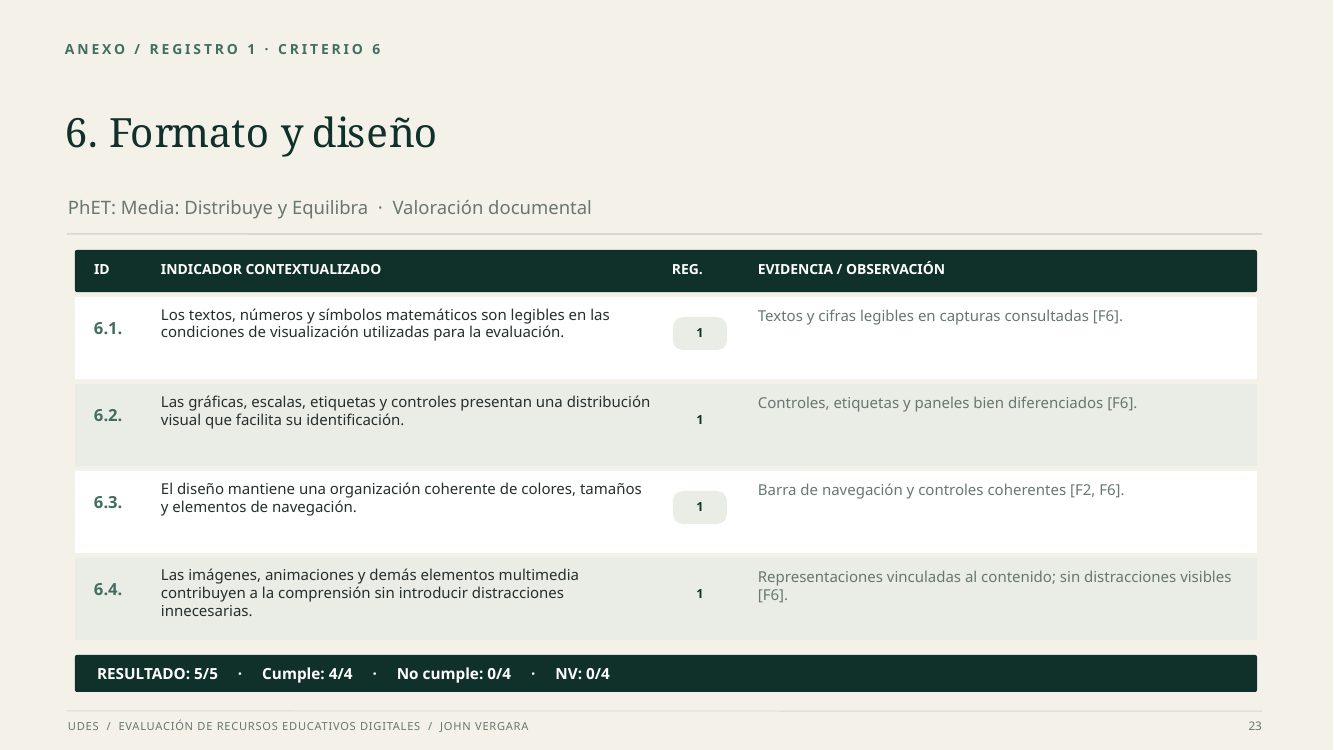 ANEXO / REGISTRO 1 · CRITERIO 6
6. Formato y diseño
PhET: Media: Distribuye y Equilibra · Valoración documental
ID INDICADOR CONTEXTUALIZADO REG. EVIDENCIA / OBSERVACIÓN
6.1. Los textos, números y símbolos matemáticos son legibles en las
condiciones de visualización utilizadas para la evaluación.
1
Textos y cifras legibles en capturas consultadas [F6].
6.2. Las gráficas, escalas, etiquetas y controles presentan una distribución
visual que facilita su identificación.
1
Controles, etiquetas y paneles bien diferenciados [F6].
6.3. El diseño mantiene una organización coherente de colores, tamaños
y elementos de navegación.
1
Barra de navegación y controles coherentes [F2, F6].
6.4. Las imágenes, animaciones y demás elementos multimedia
contribuyen a la comprensión sin introducir distracciones
innecesarias.
1
Representaciones vinculadas al contenido; sin distracciones visibles
[F6].
RESULTADO: 5/5 · Cumple: 4/4 · No cumple: 0/4 · NV: 0/4
UDES / EVALUACIÓN DE RECURSOS EDUCATIVOS DIGITALES / JOHN VERGARA 23